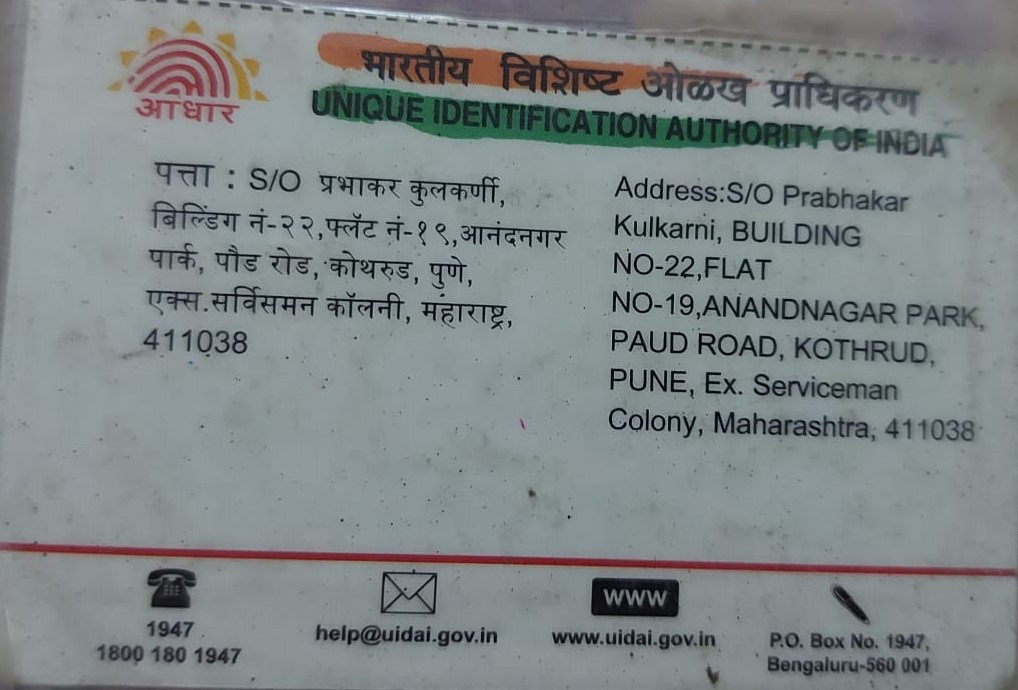 आधार
भारतीय विशिष्ट ओळख प्राधिकरण
UNIQUE IDENTIFICATION AUTHORITY OF INDIA
पत्ता : S/O प्रभाकर कुलकर्णी,
बिल्डिंग नं-२२,फ्लॅट नं-१९,आनंदनगर
पार्क, पौड रोड, कोथरुड, पुणे,
एक्स.सर्विसमन कॉलनी, महाराष्ट्र,
411038
Address:S/O Prabhakar
Kulkarni, BUILDING
NO-22,FLAT
NO-19,ANANDNAGAR PARK,
PAUD ROAD, KOTHRUD,
PUNE, Ex. Serviceman
Colony, Maharashtra, 411038
1947
1800 180 1947
help@uidai.gov.in
www
www.uidai.gov.in
P.O. Box No. 1947,
Bengaluru-560 001